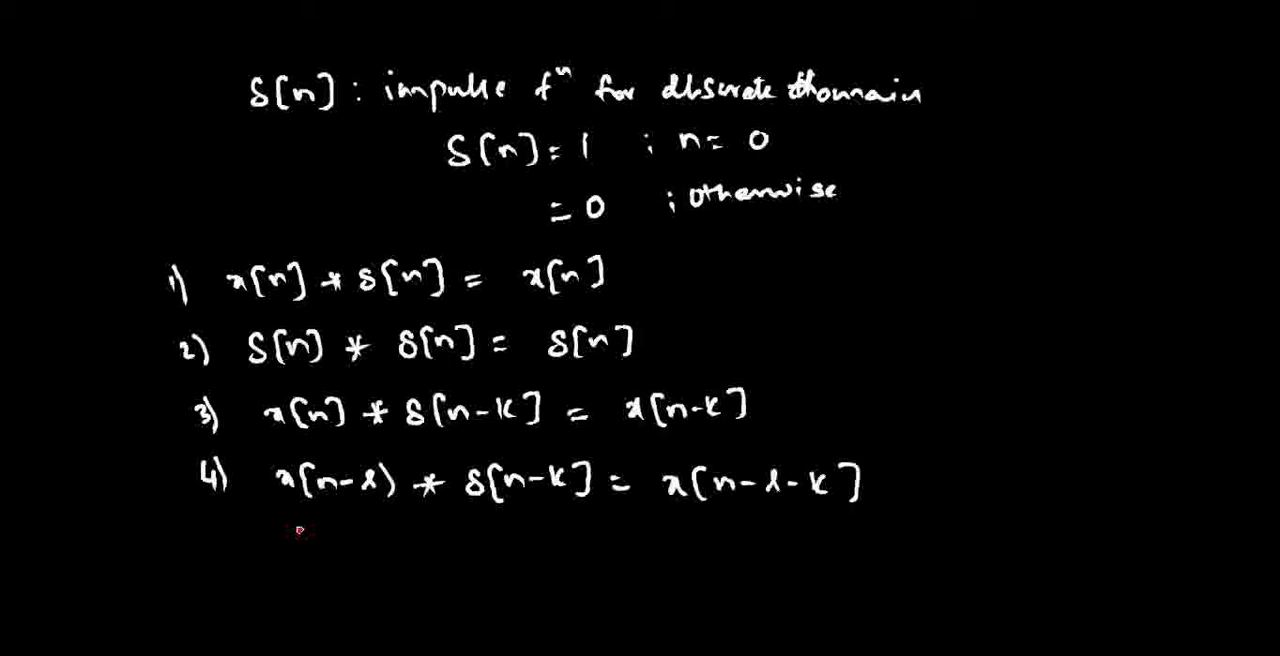 δ[n] : impulse fⁿ for discrete domain
δ[n] = 1 ; n = 0
= 0 ; otherwise
1) x[n] * δ[n] = x[n]
2) δ[n] * δ[n] = δ[n]
3) x[n] * δ[n-k] = x[n-k]
4) x[n-l) * δ[n-k] = x[n-l-k]